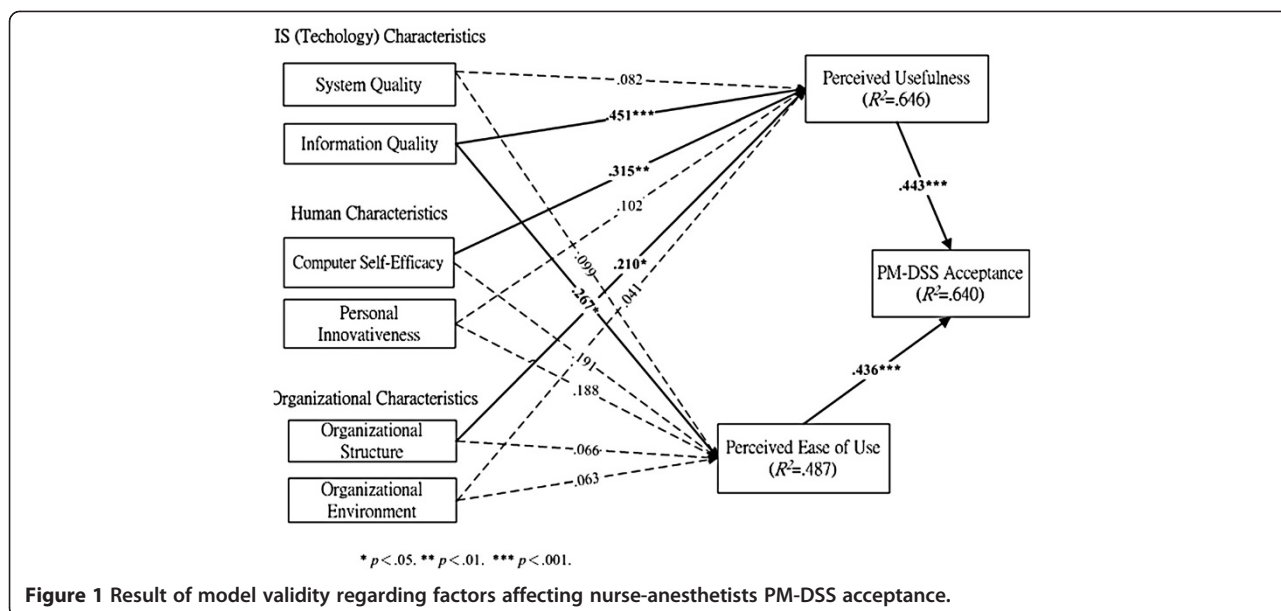 IS (Techology) Characteristics
System Quality
Information Quality
Human Characteristics
Computer Self-Efficacy
Personal
Innovativeness
Organizational Characteristics
Organizational
Structure
Organizational
Environment
.082
.451***
.315**
.102
.210*
.041
.099
.267*
.191
.188
.066
.063
Perceived Usefulness
(R²=.646)
.443***
PM-DSS Acceptance
(R²=.640)
.436***
Perceived Ease of Use
(R²=.487)
* p<.05. ** p<.01. *** p<.001.
Figure 1 Result of model validity regarding factors affecting nurse-anesthetists PM-DSS acceptance.